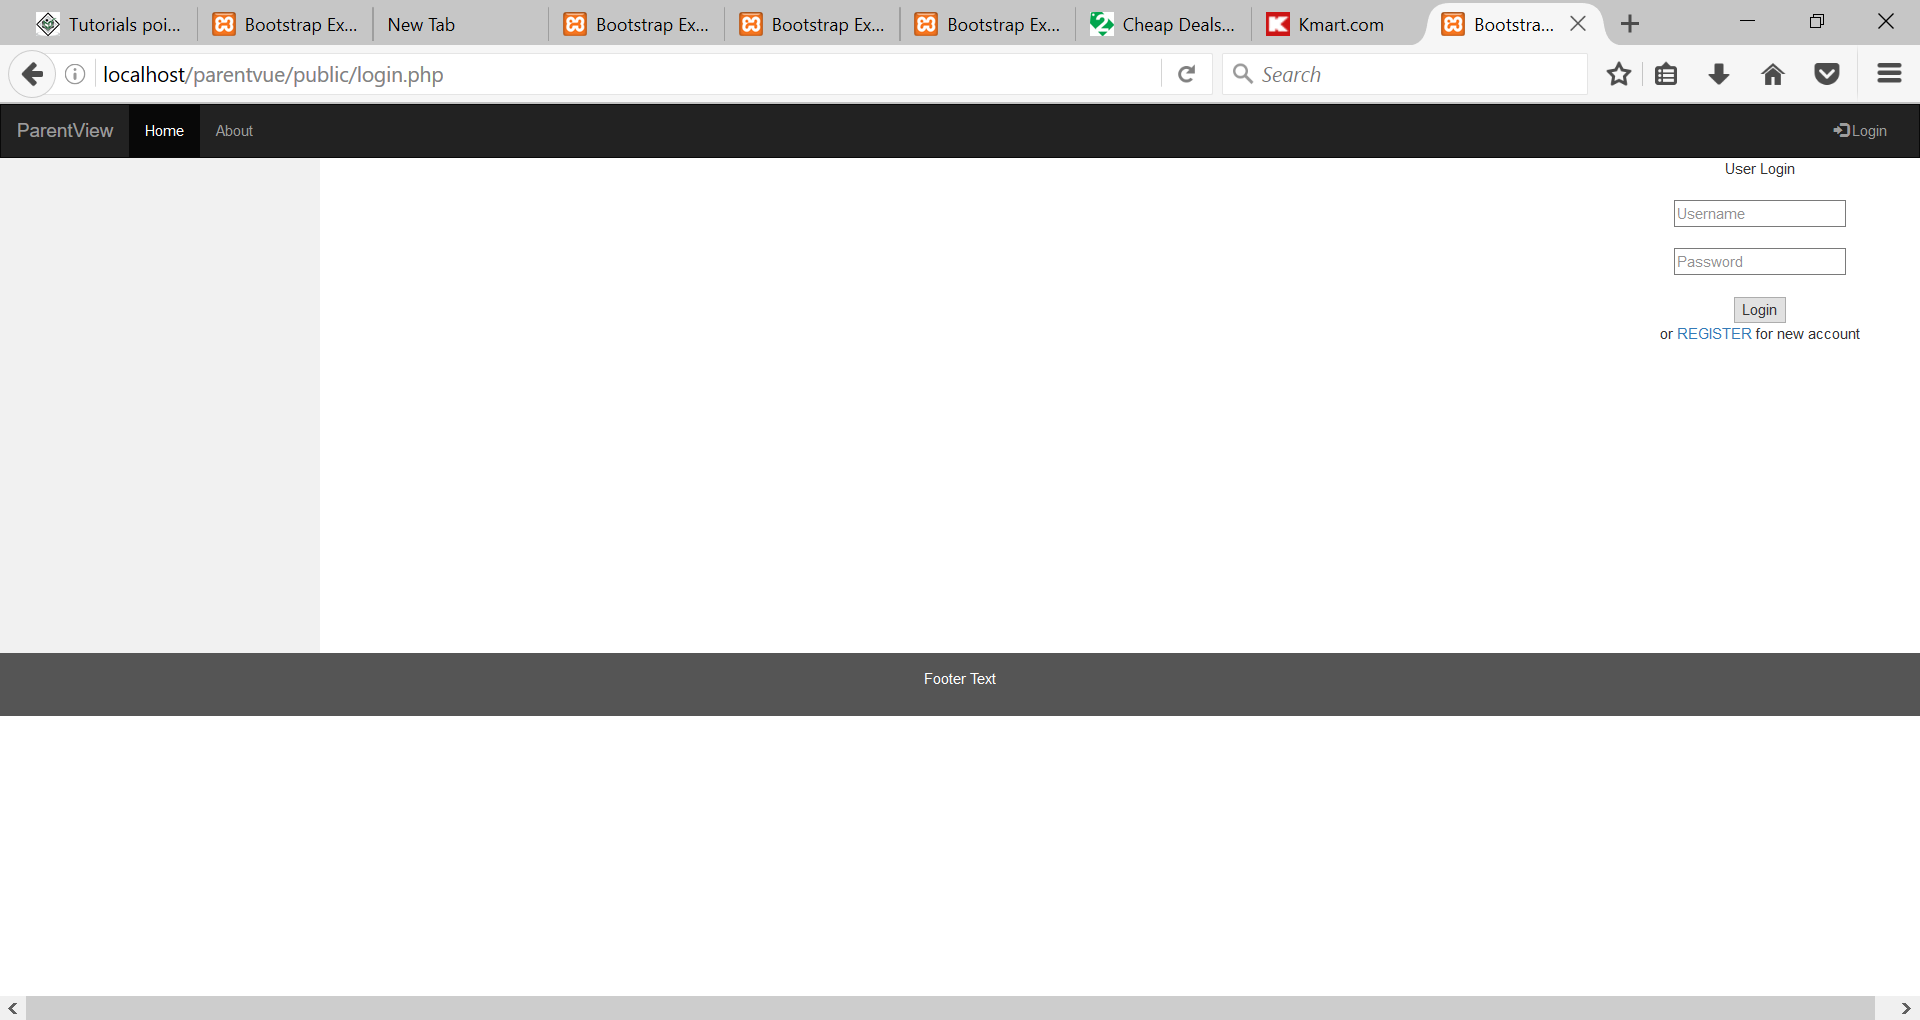 Tutorials poi... Bootstrap Ex... New Tab Bootstrap Ex... Bootstrap Ex... Bootstrap Ex... Cheap Deals... Kmart.com Bootstra...
localhost/parentvue/public/login.php Search
ParentView Home About Login
User Login
Username
Password
Login
or REGISTER for new account
Footer Text